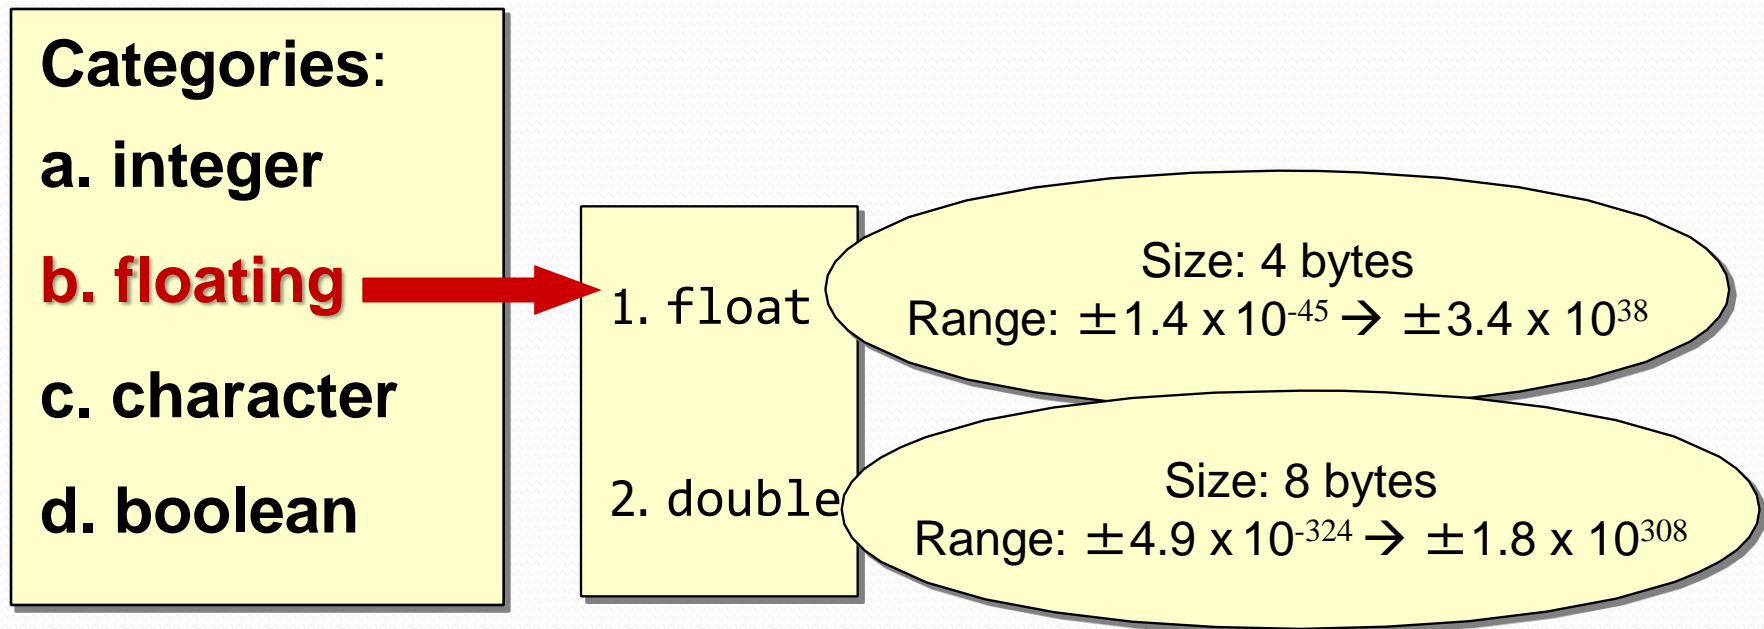 Categories:
a. integer
b. floating
c. character
d. boolean
1. float
2. double
Size: 4 bytes
Range: ±1.4 x 10⁻⁴⁵ → ±3.4 x 10³⁸
Size: 8 bytes
Range: ±4.9 x 10⁻³²⁴ → ±1.8 x 10³⁰⁸